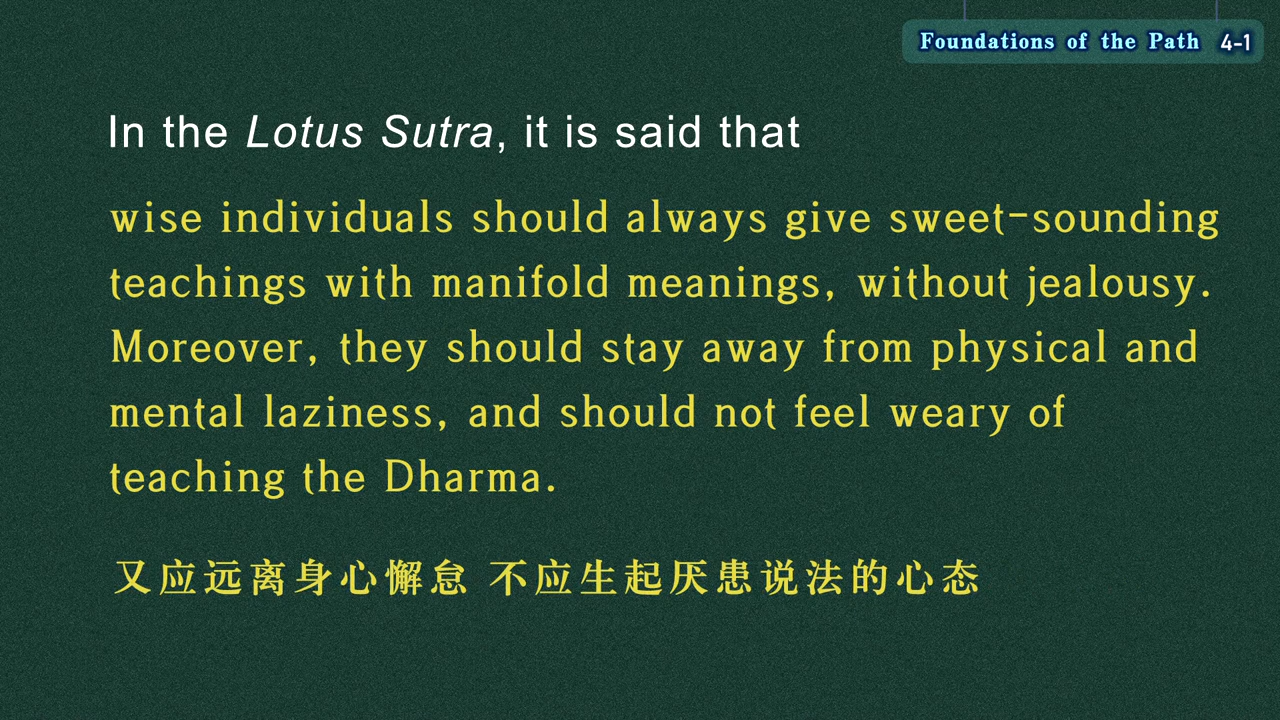 Foundations of the Path 4-1
In the Lotus Sutra, it is said that
wise individuals should always give sweet-sounding
teachings with manifold meanings, without jealousy.
Moreover, they should stay away from physical and
mental laziness, and should not feel weary of
teaching the Dharma.
又应远离身心懈怠 不应生起厌患说法的心态